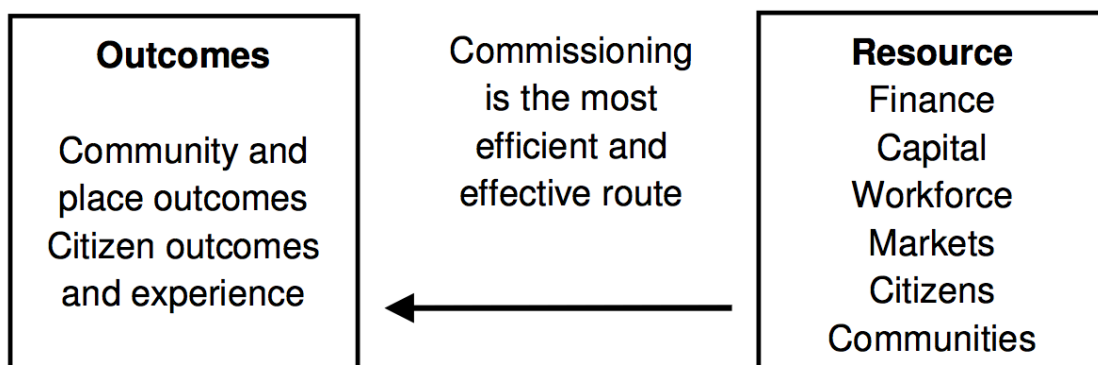 Outcomes
Community and
place outcomes
Citizen outcomes
and experience
Commissioning
is the most
efficient and
effective route
Resource
Finance
Capital
Workforce
Markets
Citizens
Communities